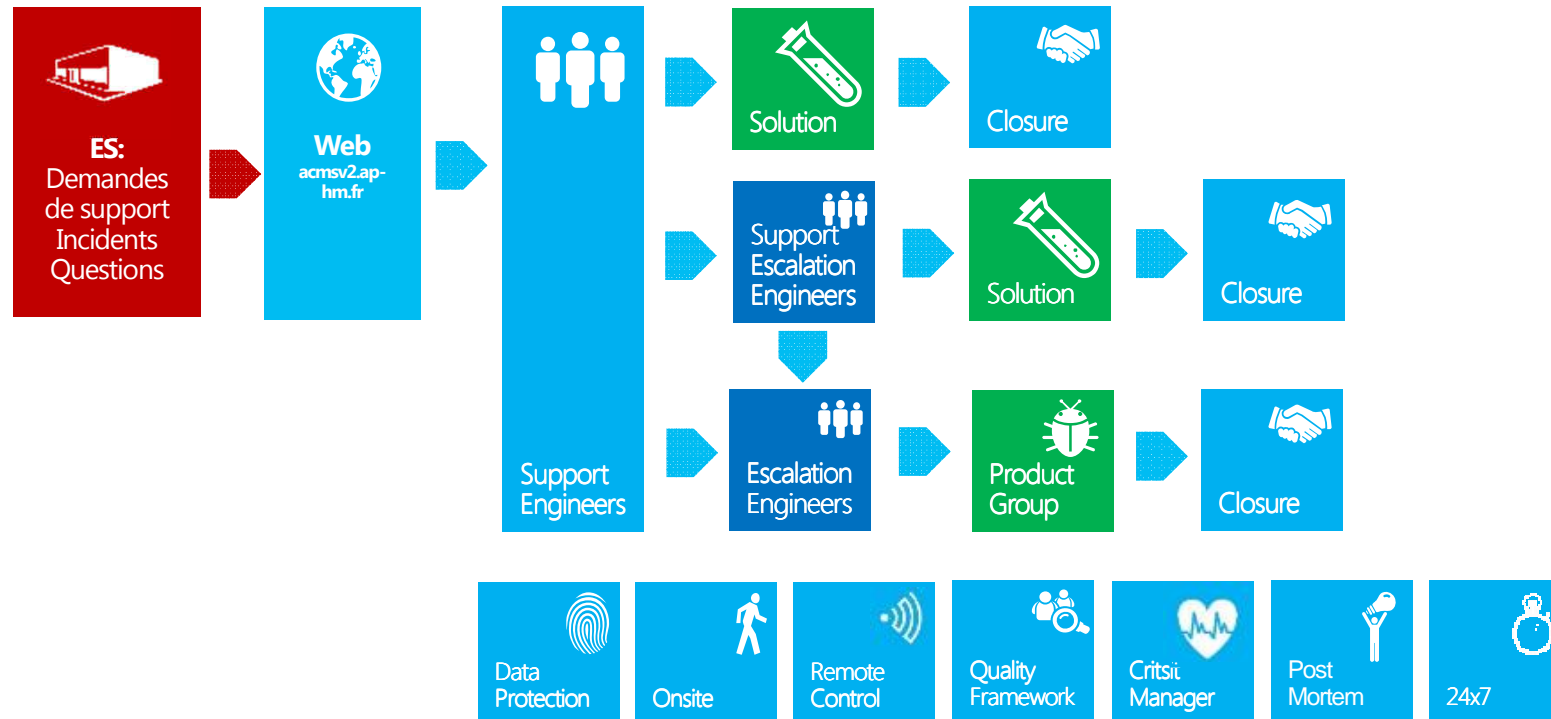 ES:
Demandes
de support
Incidents
Questions
Web
acmsv2.ap-
hm.fr
Support
Engineers
Solution
Closure
Support
Escalation
Engineers
Solution
Closure
Escalation
Engineers
Product
Group
Closure
Data
Protection
Onsite
Remote
Control
Quality
Framework
Critsit
Manager
Post
Mortem
24x7